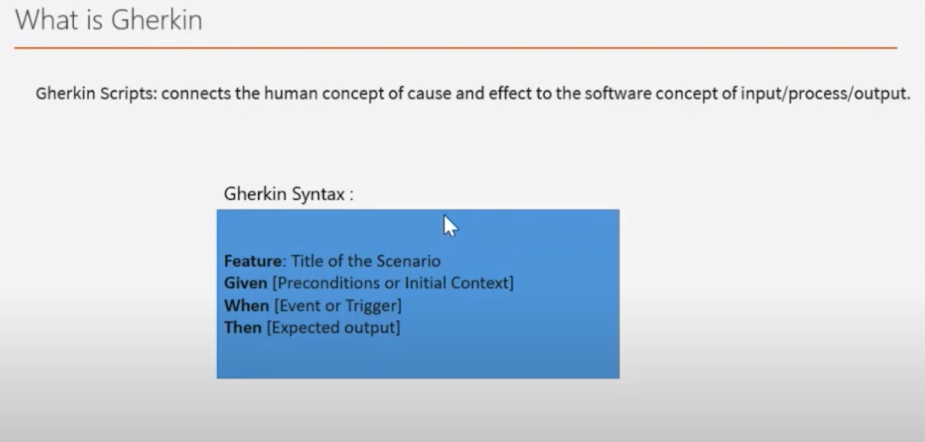 What is Gherkin
Gherkin Scripts: connects the human concept of cause and effect to the software concept of input/process/output.
Gherkin Syntax :
Feature: Title of the Scenario
Given [Preconditions or Initial Context]
When [Event or Trigger]
Then [Expected output]